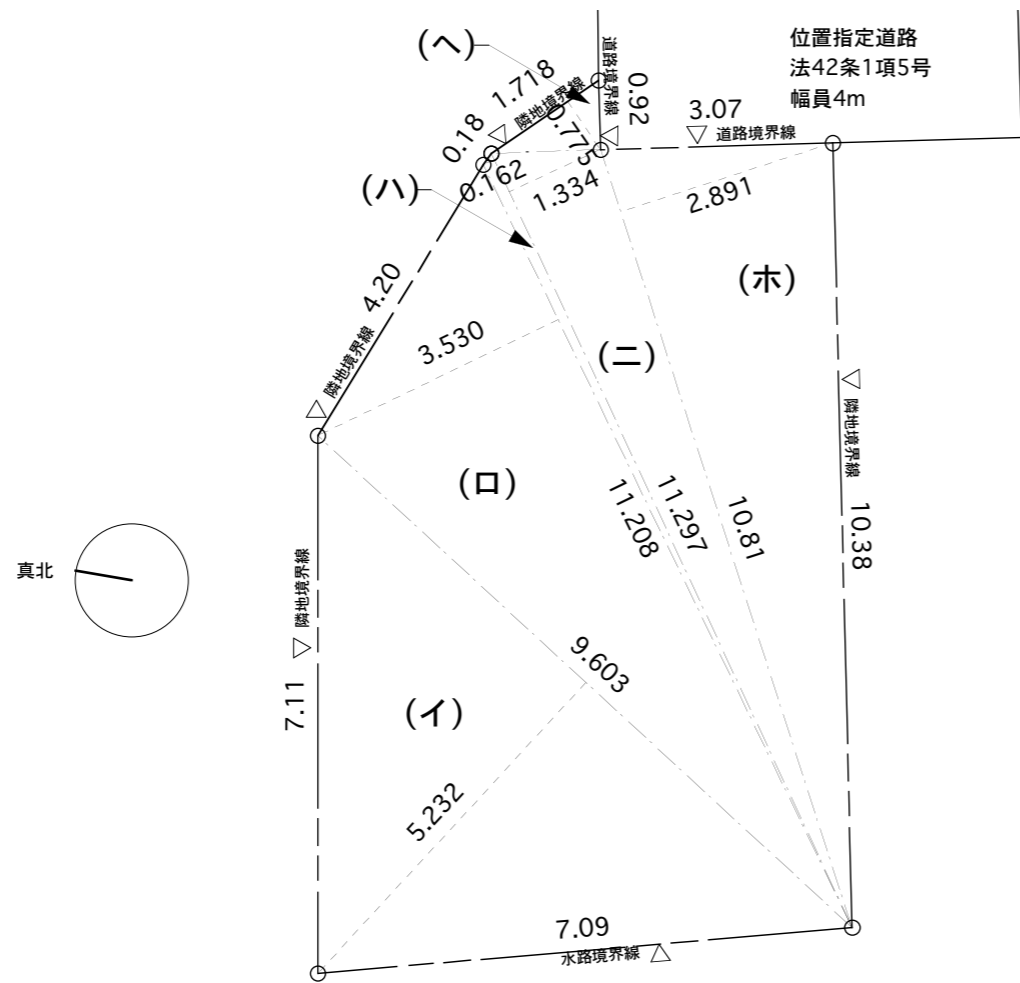 (ヘ)
位置指定道路
法42条1項5号
幅員4m
道路境界線
0.92
1.718
隣地境界線
3.07
▽ 道路境界線
0.18
0.775
0.162
1.334
(ハ)
2.891
(ホ)
4.20
隣地境界線
3.530
(ニ)
隣地境界線
(ロ)
11.208
11.297
10.81
10.38
真北
隣地境界線
9.603
7.11
(イ)
5.232
7.09
水路境界線